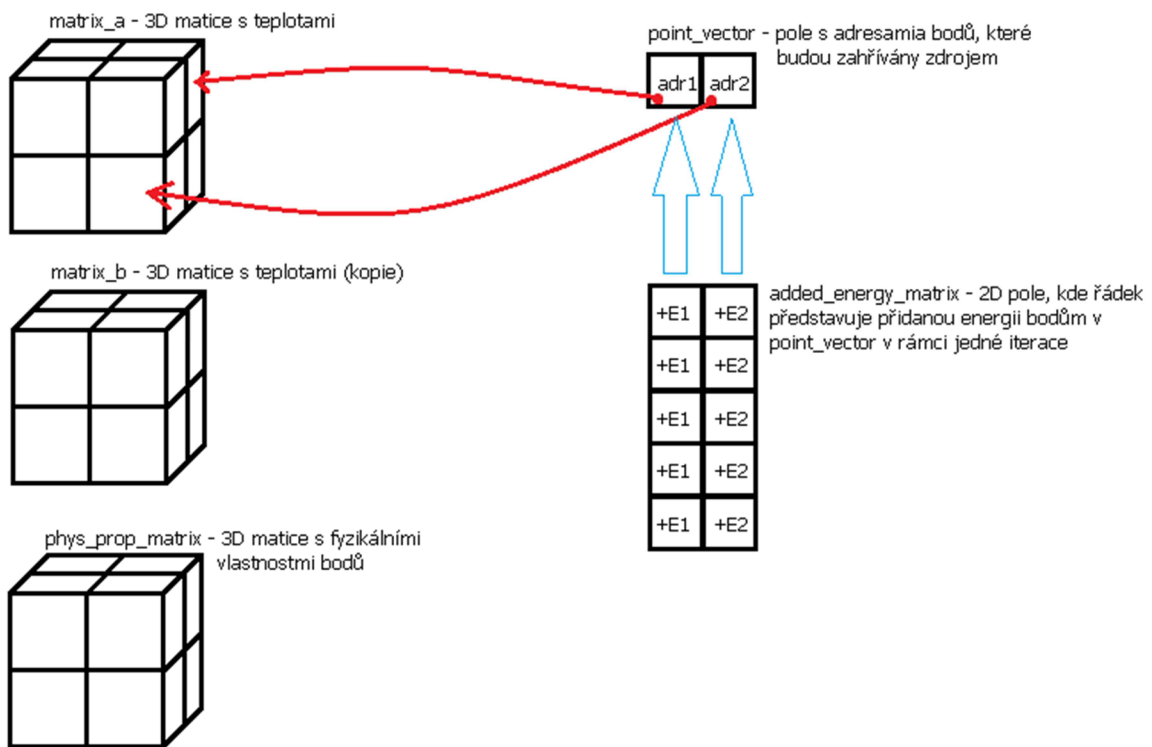 matrix_a - 3D matice s teplotami
point_vector - pole s adresamia bodů, které
budou zahřívány zdrojem
adr1 adr2
matrix_b - 3D matice s teplotami (kopie)
added_energy_matrix - 2D pole, kde řádek
představuje přidanou energii bodům v
point_vector v rámci jedné iterace
+E1 +E2
+E1 +E2
+E1 +E2
+E1 +E2
+E1 +E2
phys_prop_matrix - 3D matice s fyzikálními
vlastnostmi bodů